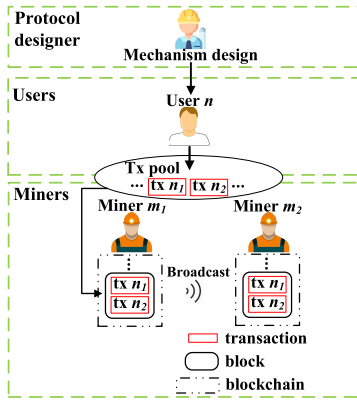 Protocol
designer
Mechanism design
Users
User n
Tx pool
... tx n1 tx n2 ...
Miners
Miner m1 Miner m2
tx n1
tx n2
Broadcast
tx n1
tx n2
transaction
block
blockchain